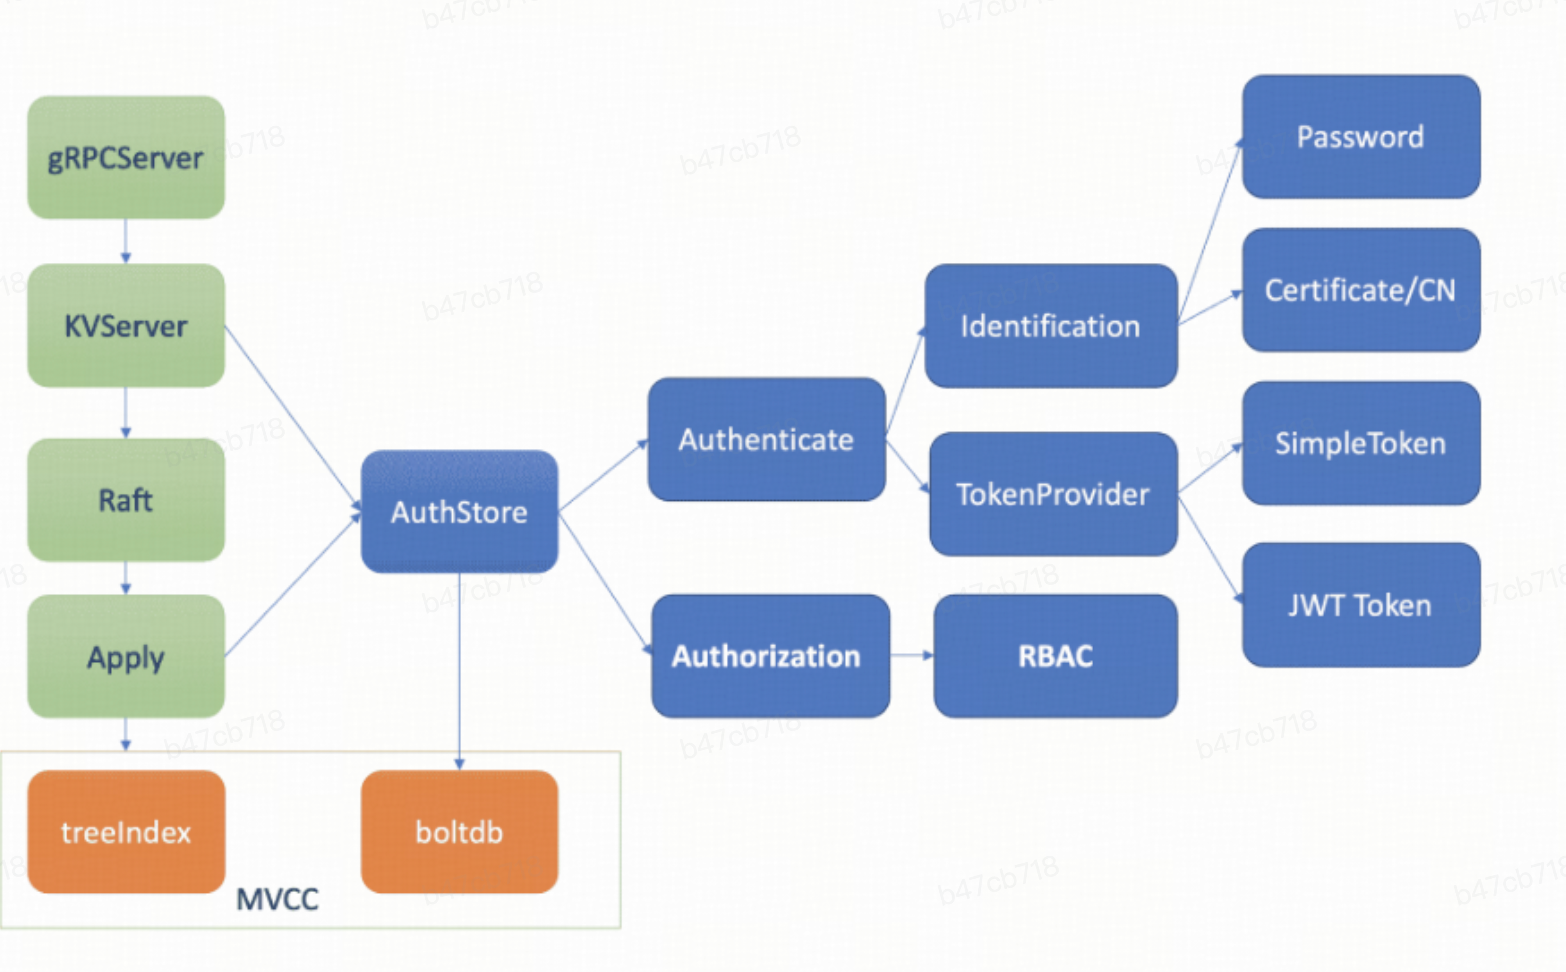 gRPCServer
KVServer
Raft
Apply
treeIndex
boltdb
MVCC
AuthStore
Authenticate
Authorization
Identification
TokenProvider
RBAC
Password
Certificate/CN
SimpleToken
JWT Token
b47cb718